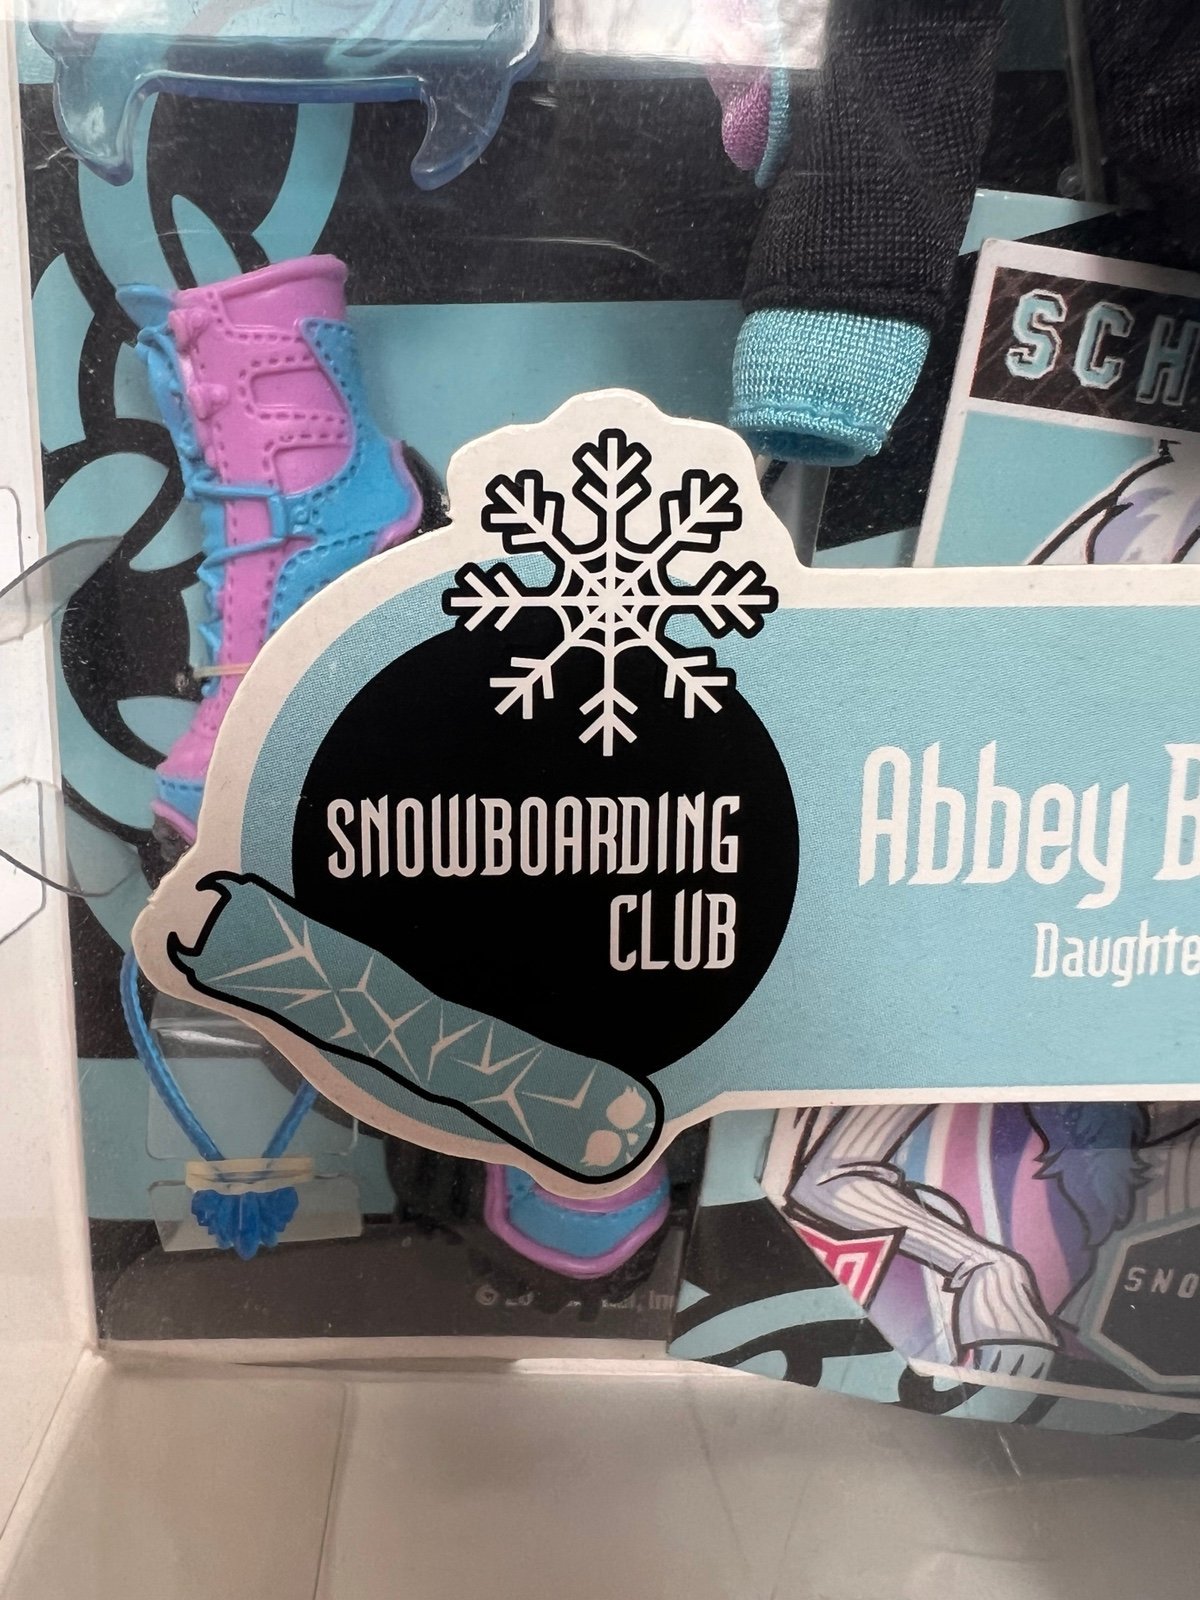 SCH
SNOWBOARDING
CLUB
Abbey B
Daughte
SNO